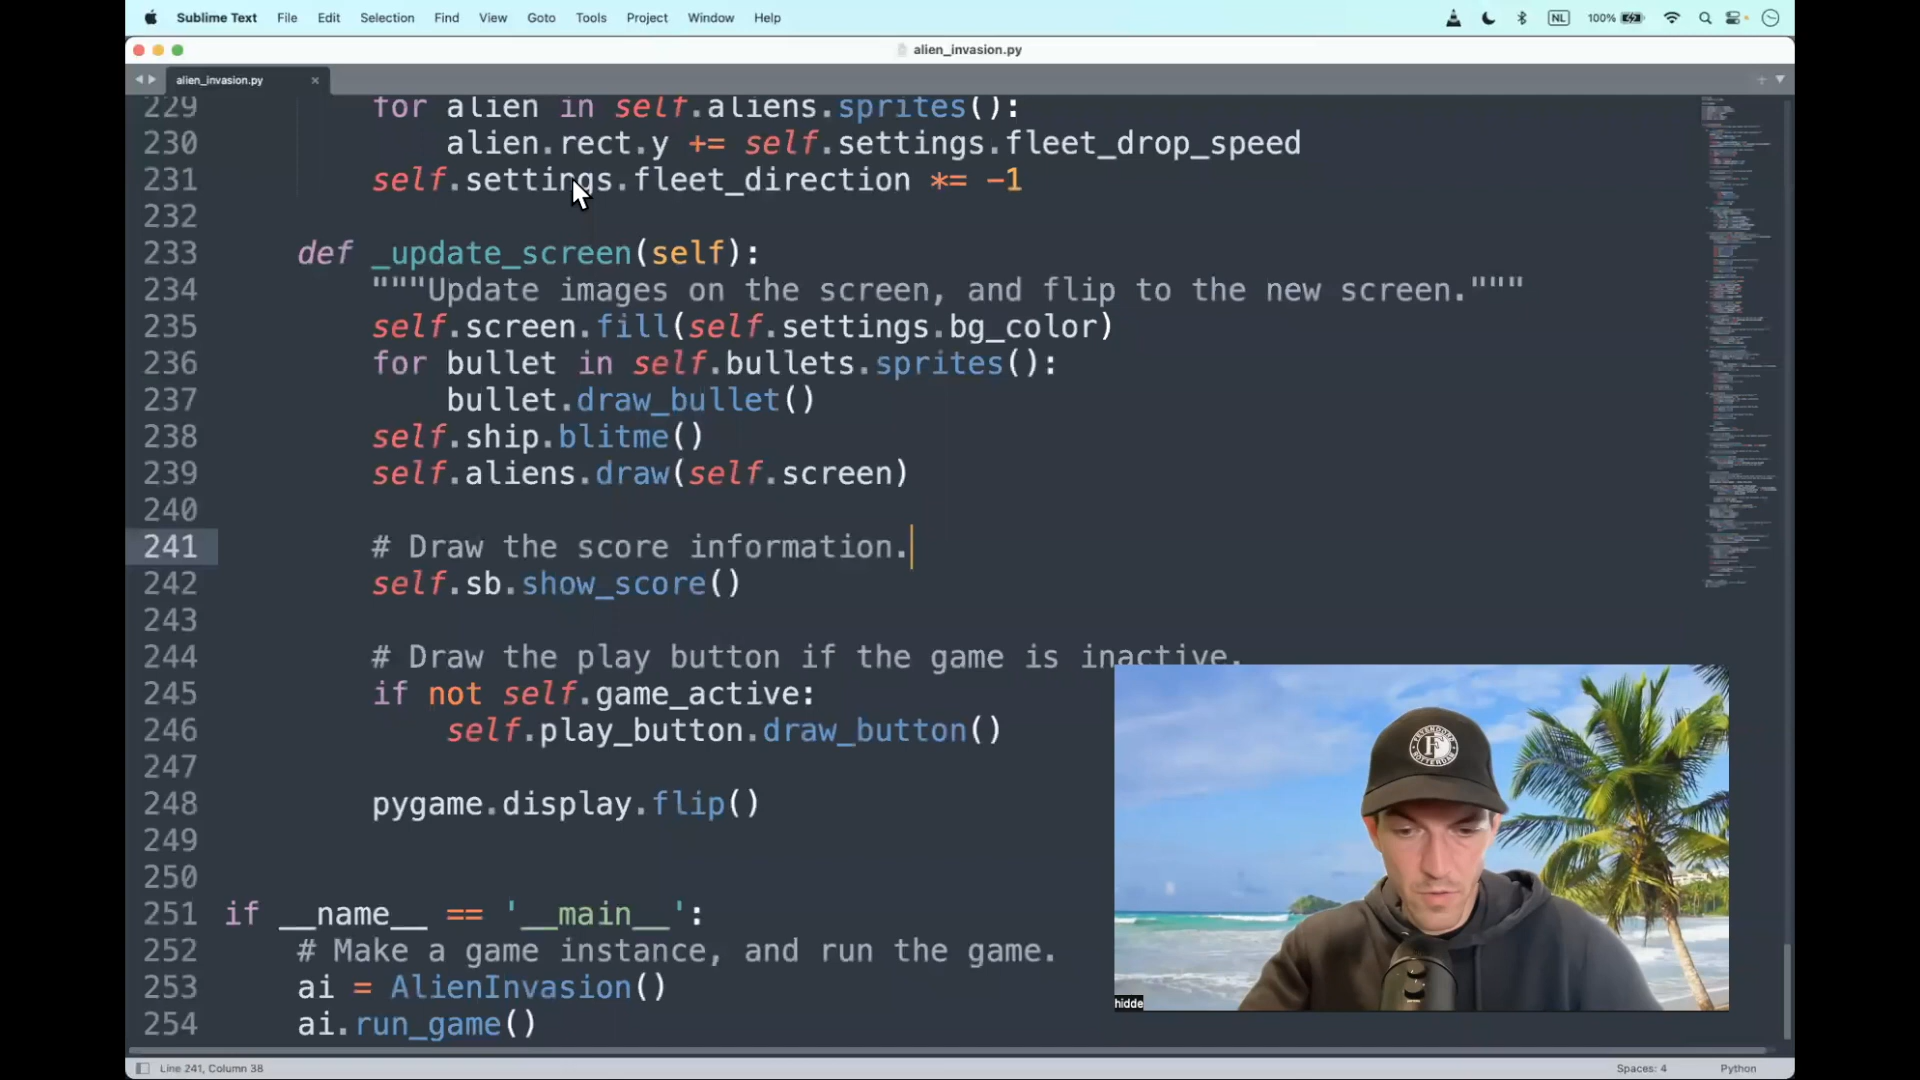 Sublime Text File Edit Selection Find View Goto Tools Project Window Help NL 100%
alien_invasion.py
alien_invasion.py
229 for alien in self.aliens.sprites():
230 alien.rect.y += self.settings.fleet_drop_speed
231 self.settings.fleet_direction *= -1
232
233 def _update_screen(self):
234 """Update images on the screen, and flip to the new screen."""
235 self.screen.fill(self.settings.bg_color)
236 for bullet in self.bullets.sprites():
237 bullet.draw_bullet()
238 self.ship.blitme()
239 self.aliens.draw(self.screen)
240
241 # Draw the score information.
242 self.sb.show_score()
243
244 # Draw the play button if the game is inactive.
245 if not self.game_active:
246 self.play_button.draw_button()
247
248 pygame.display.flip()
249
250
251 if __name__ == '__main__':
252 # Make a game instance, and run the game.
253 ai = AlienInvasion()
254 ai.run_game()
FEYENOORD
F
ROTTERDAM
hidde
Line 241, Column 38 Spaces: 4 Python